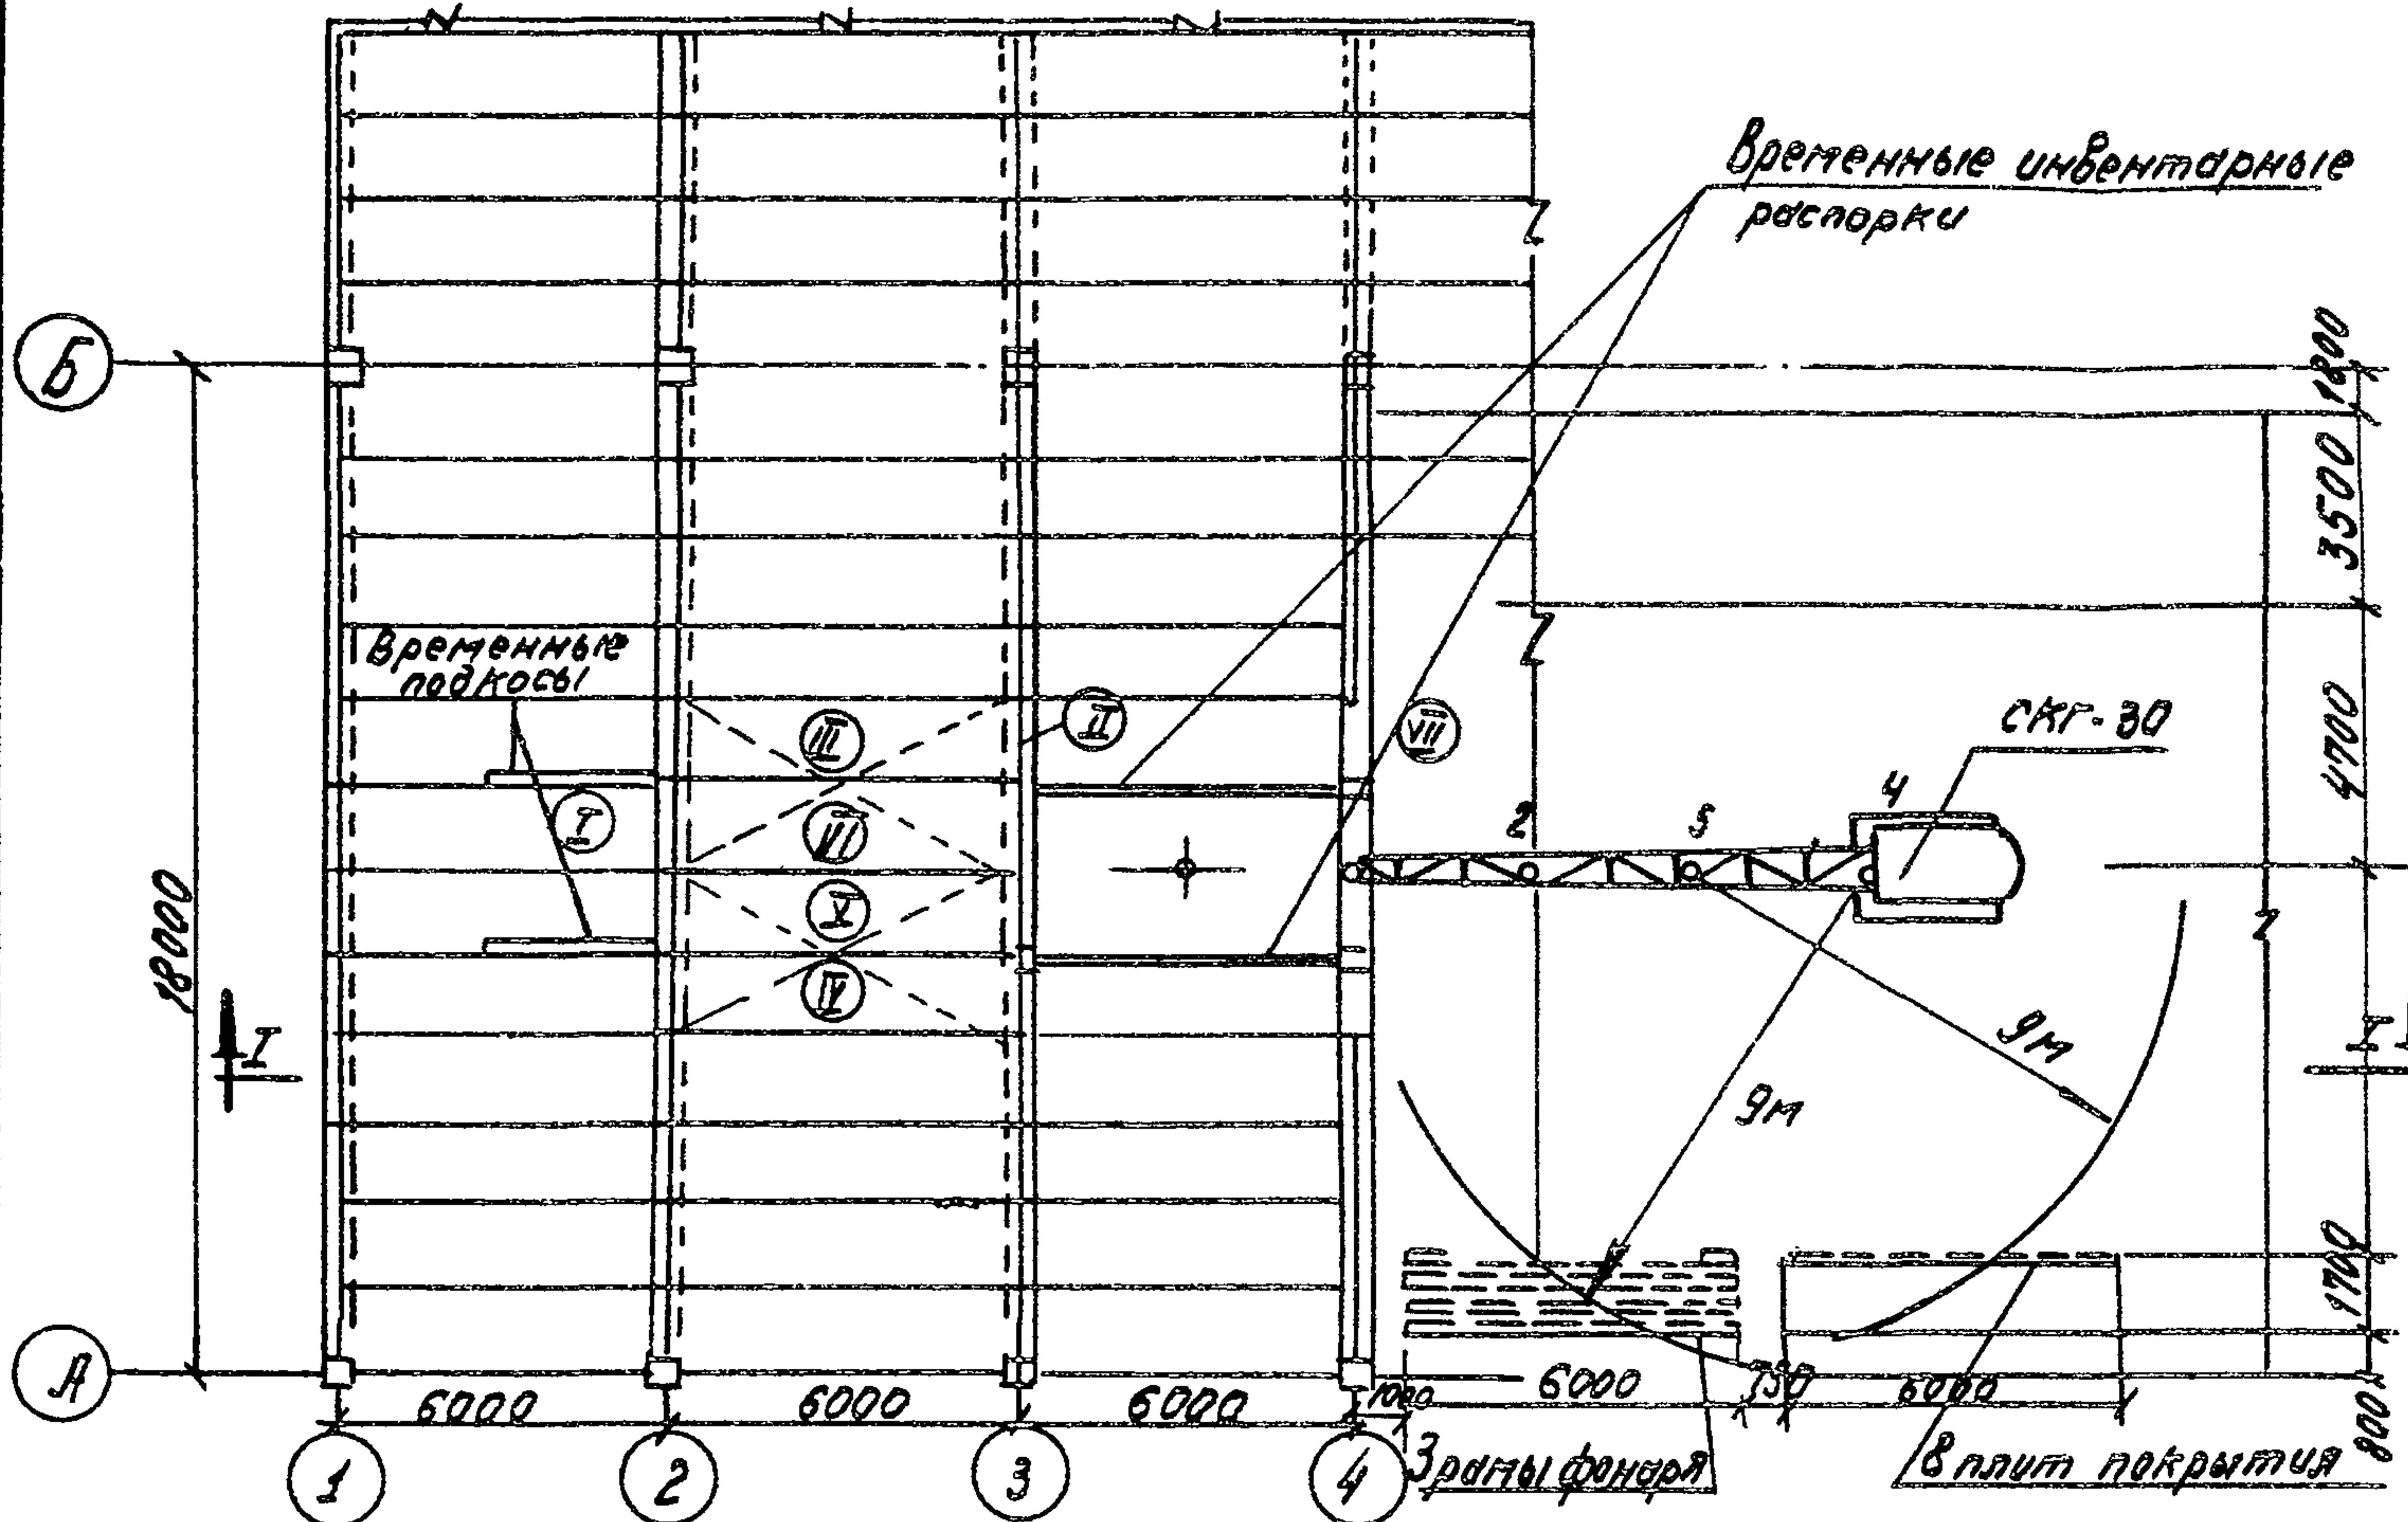 Временные инвентарные
распорки
Б
1800
3500
Временные
подкосы
III
II
VII
СКГ-30
4700
I
VI
2
5
4
V
18000
IV
I
9м
9м
I
1700
А
6000
6000
6000
1000
6000
750
6000
800
1
2
3
4
3 рамы фонаря
8 плит покрытия